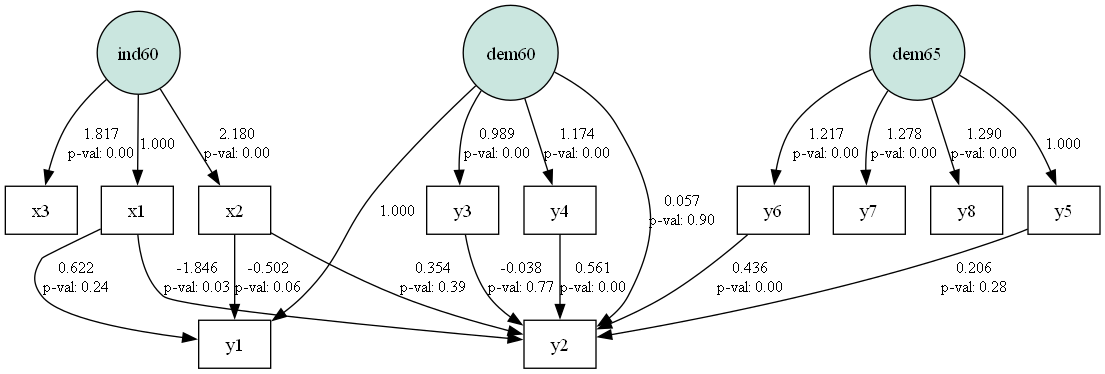 ind60
dem60
dem65
1.817
p-val: 0.00
1.000
2.180
p-val: 0.00
0.989
p-val: 0.00
1.174
p-val: 0.00
1.217
p-val: 0.00
1.278
p-val: 0.00
1.290
p-val: 0.00
1.000
x3
x1
x2
1.000
y3
y4
0.057
p-val: 0.90
y6
y7
y8
y5
0.622
p-val: 0.24
-1.846
p-val: 0.03
-0.502
p-val: 0.06
0.354
p-val: 0.39
-0.038
p-val: 0.77
0.561
p-val: 0.00
0.436
p-val: 0.00
0.206
p-val: 0.28
y1
y2